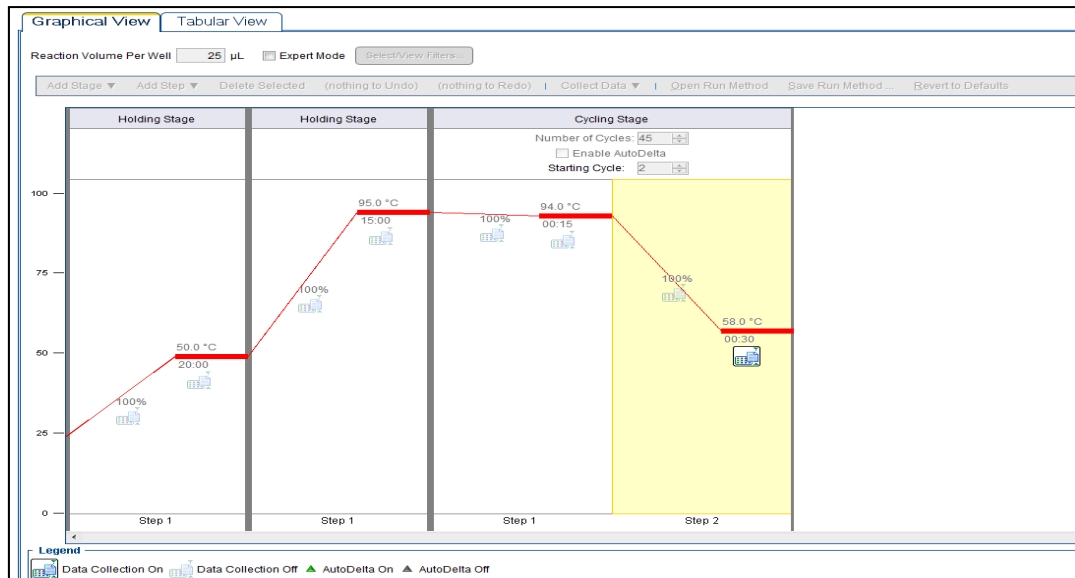 Graphical View Tabular View
Reaction Volume Per Well 25 µL Expert Mode Select/View Filters...
Add Stage ▼ Add Step ▼ Delete Selected (nothing to Undo) (nothing to Redo) | Collect Data ▼ | Open Run Method Save Run Method ... Revert to Defaults
Holding Stage Holding Stage Cycling Stage
Number of Cycles: 45
Enable AutoDelta
Starting Cycle: 2
100
95.0 °C 94.0 °C
15:00 100% 00:15
75
100% 100%
58.0 °C
50.0 °C 00:30
50
20:00
100%
25
0
Step 1 Step 1 Step 1 Step 2
Legend
Data Collection On Data Collection Off ▲ AutoDelta On ▲ AutoDelta Off